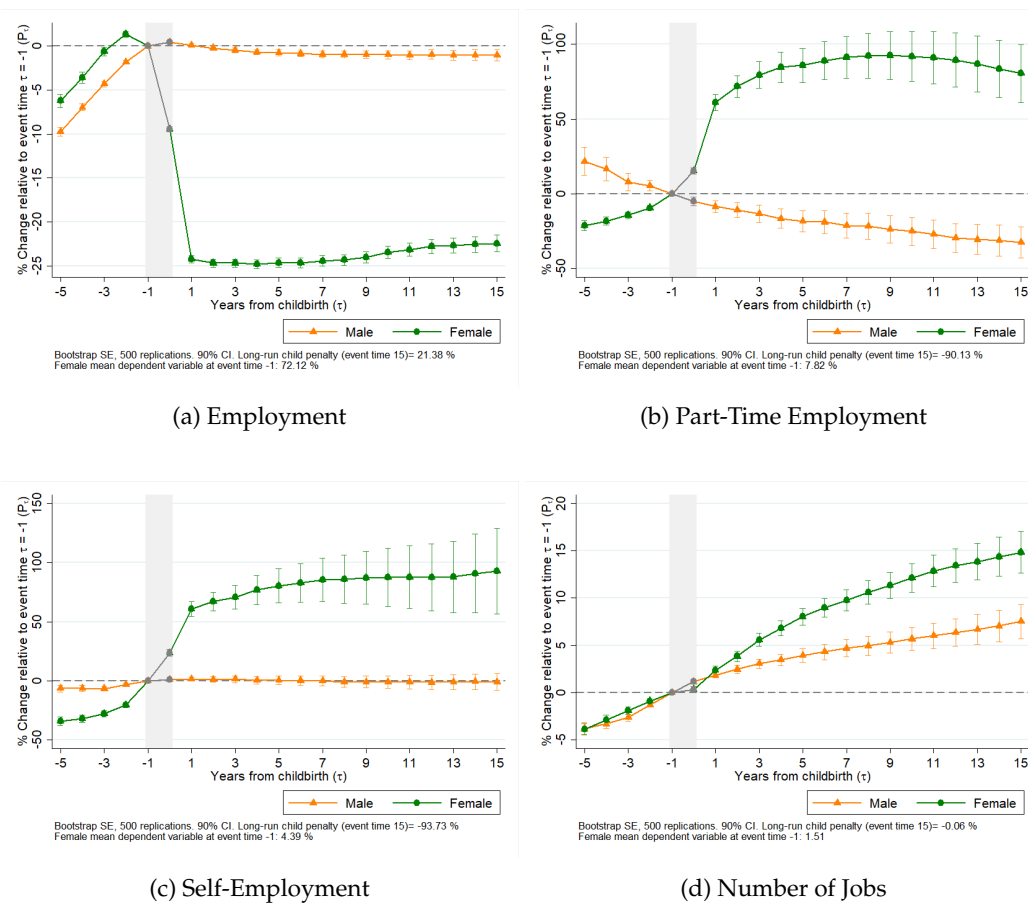 % Change relative to event time τ = -1 (Pτ)
0
-5
-10
-15
-20
-25
-5 -3 -1 1 3 5 7 9 11 13 15
Years from childbirth (τ)
Male Female
Bootstrap SE, 500 replications. 90% CI. Long-run child penalty (event time 15)= 21.38 %
Female mean dependent variable at event time -1: 72.12 %
(a) Employment
% Change relative to event time τ = -1 (Pτ)
100
50
0
-50
-5 -3 -1 1 3 5 7 9 11 13 15
Years from childbirth (τ)
Male Female
Bootstrap SE, 500 replications. 90% CI. Long-run child penalty (event time 15)= -90.13 %
Female mean dependent variable at event time -1: 7.82 %
(b) Part-Time Employment
% Change relative to event time τ = -1 (Pτ)
150
100
50
0
-50
-5 -3 -1 1 3 5 7 9 11 13 15
Years from childbirth (τ)
Male Female
Bootstrap SE, 500 replications. 90% CI. Long-run child penalty (event time 15)= -93.73 %
Female mean dependent variable at event time -1: 4.39 %
(c) Self-Employment
% Change relative to event time τ = -1 (Pτ)
20
15
10
5
0
-5
-5 -3 -1 1 3 5 7 9 11 13 15
Years from childbirth (τ)
Male Female
Bootstrap SE, 500 replications. 90% CI. Long-run child penalty (event time 15)= -0.06 %
Female mean dependent variable at event time -1: 1.51
(d) Number of Jobs